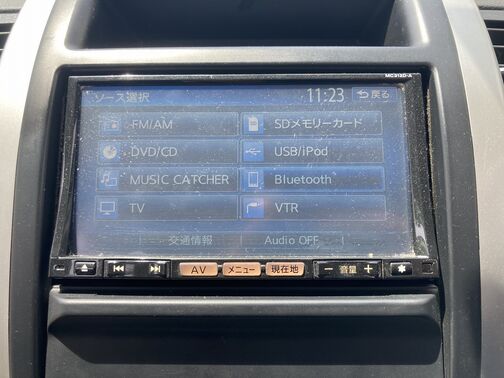 MC313D-A
ソース選択 11:23 戻る
FM/AM SDメモリーカード
DVD/CD USB/iPod
MUSIC CATCHER Bluetooth
TV VTR
交通情報 Audio OFF
AV メニュー 現在地 － 音量 ＋